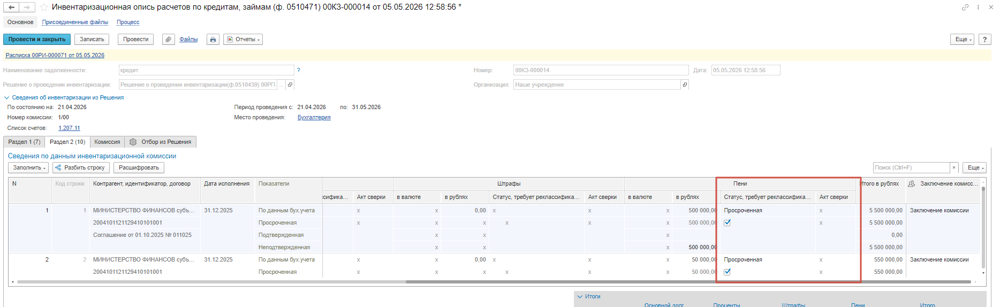 Инвентаризационная опись расчетов по кредитам, займам (ф. 0510471) 00КЗ-000014 от 05.05.2026 12:58:56 *
Основное Присоединенные файлы Процесс
Провести и закрыть Записать Провести Файлы Отчеты Еще ?
Расписка 00РИ-000071 от 05.05.2026
Наименование задолженности: кредит ? Номер: 00КЗ-000014 Дата: 05.05.2026 12:58:56
Решение о проведении инвентаризации: Решение о проведении инвентаризации(ф.0510439) 00РП ... Организация: Наше учреждение
Сведения об инвентаризации из Решения
По состоянию на: 21.04.2026 Период проведения с: 21.04.2026 по: 31.05.2026
Номер комиссии: 1/00 Место проведения: Бухгалтерия
Список счетов: 1.207.11
Раздел 1 (7) Раздел 2 (10) Комиссия Отбор из Решения
Сведения по данным инвентаризационной комиссии
Заполнить Разбить строку Расшифровать Поиск (Ctrl+F) × Еще
N Код строки Контрагент, идентификатор, договор Дата исполнения Показатели Штрафы Пени Итого в рублях Заключение комисс...
ссифика... Акт сверки в валюте в рублях Статус, требует реклассифика... Акт сверки в валюте в рублях Статус, требует реклассифика... Акт сверки
1 1 МИНИСТЕРСТВО ФИНАНСОВ субъ... 31.12.2025 По данным бух.учета x x 0,00 x x x 500 000,00 Просроченная x 5 500 000,00 Заключение комиссии
2004101121129410101001 Просроченная x x x x x x 500 000,00 x 5 500 000,00
Соглашение от 01.10.2025 № 011025 Подтвержденная x x x 0,00
Неподтвержденная x x x 500 000,00 5 500 000,00
2 2 МИНИСТЕРСТВО ФИНАНСОВ субъ... 31.12.2025 По данным бух.учета x x 0,00 x x x 50 000,00 Просроченная x 550 000,00 Заключение комиссии
2004101121129410101001 Просроченная x x x x x x 50 000,00 x 550 000,00
Итоги
Основной долг Проценты Штрафы Пени Итого